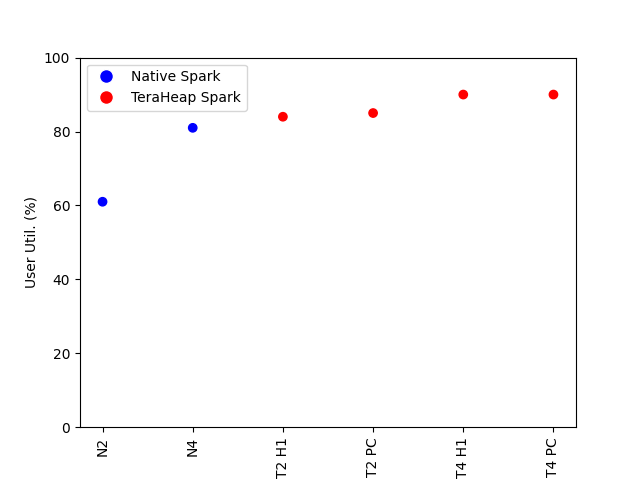 Native Spark
TeraHeap Spark
User Util. (%)
100
80
60
40
20
0
N2
N4
T2 H1
T2 PC
T4 H1
T4 PC